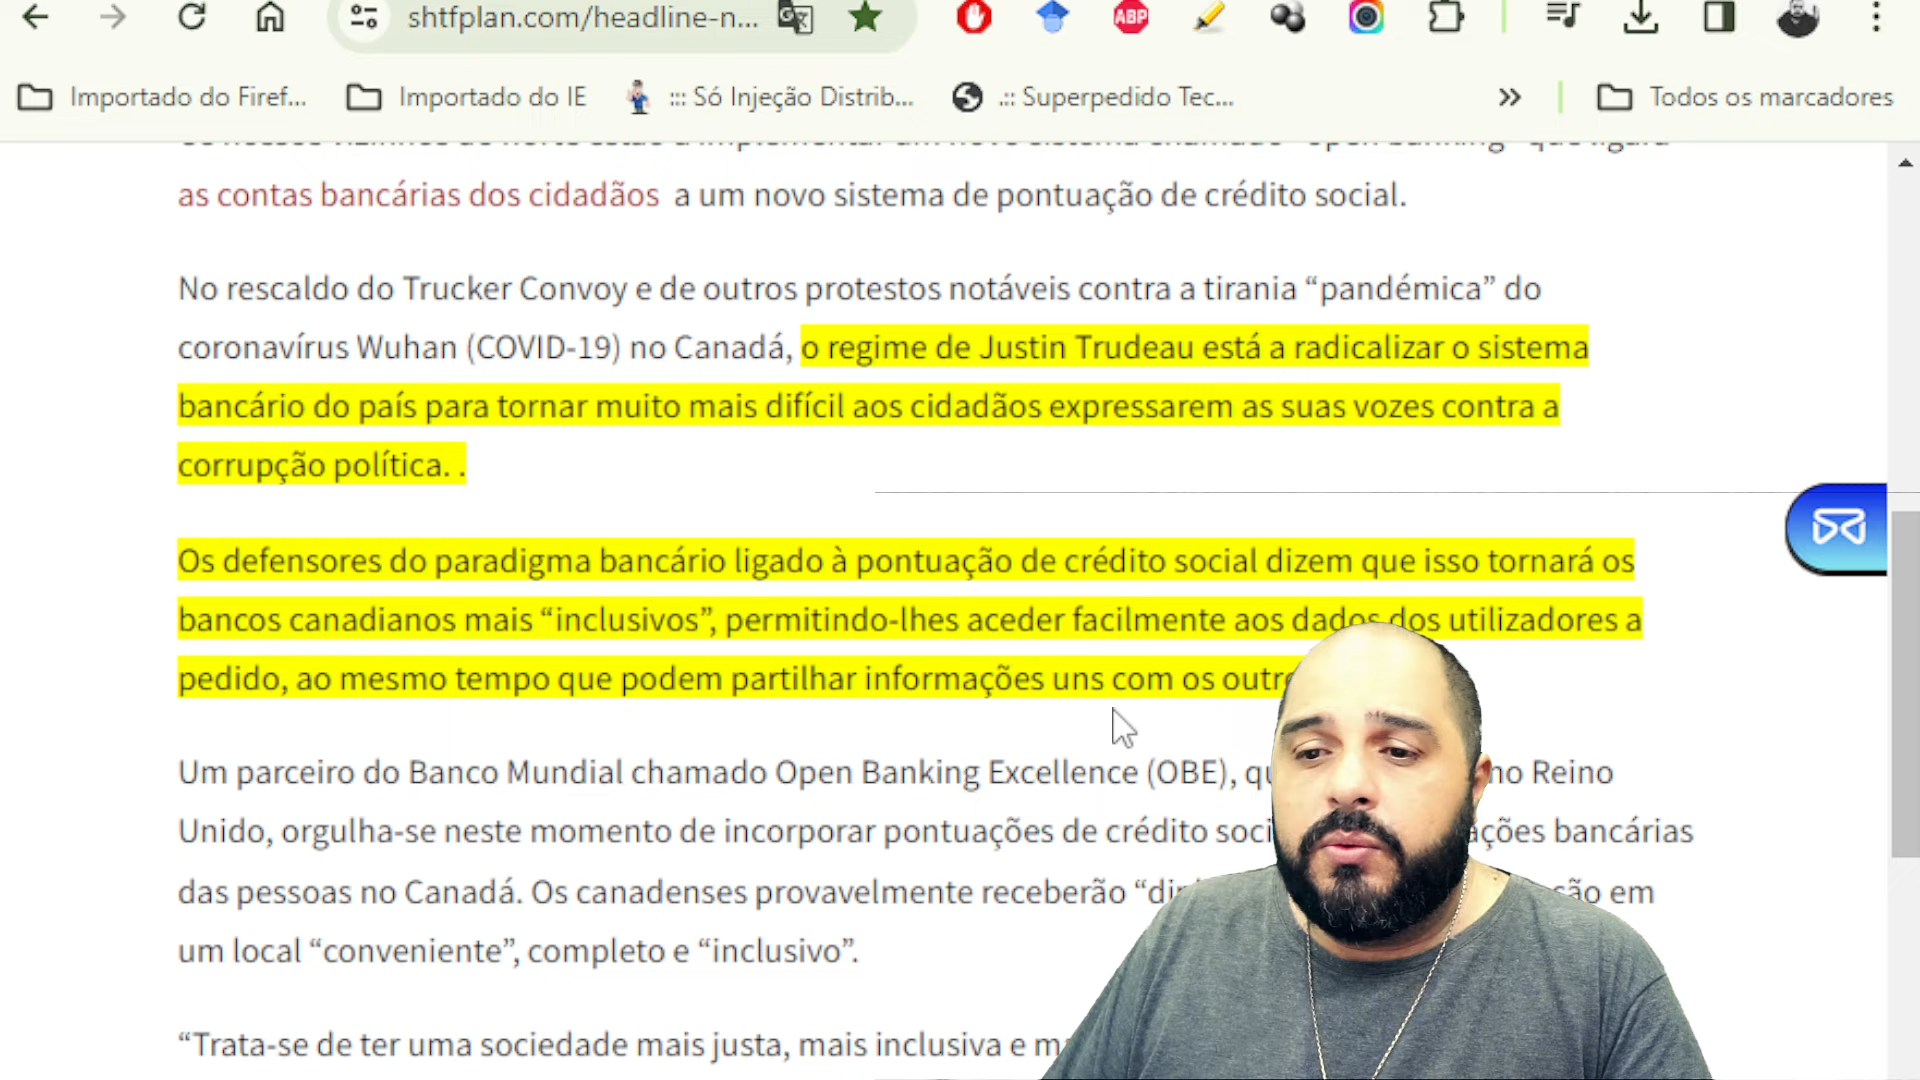 shtfplan.com/headline-n...
ABP
Importado do Firef...
Importado do IE
::: Só Injeção Distrib...
.:: Superpedido Tec...
Todos os marcadores
as contas bancárias dos cidadãos a um novo sistema de pontuação de crédito social.
No rescaldo do Trucker Convoy e de outros protestos notáveis contra a tirania “pandémica” do
coronavírus Wuhan (COVID-19) no Canadá, o regime de Justin Trudeau está a radicalizar o sistema
bancário do país para tornar muito mais difícil aos cidadãos expressarem as suas vozes contra a
corrupção política. .
Os defensores do paradigma bancário ligado à pontuação de crédito social dizem que isso tornará os
bancos canadianos mais “inclusivos”, permitindo-lhes aceder facilmente aos dados dos utilizadores a
pedido, ao mesmo tempo que podem partilhar informações uns com os outro
Um parceiro do Banco Mundial chamado Open Banking Excellence (OBE), qu no Reino
Unido, orgulha-se neste momento de incorporar pontuações de crédito soci ações bancárias
das pessoas no Canadá. Os canadenses provavelmente receberão “di são em
um local “conveniente”, completo e “inclusivo”.
“Trata-se de ter uma sociedade mais justa, mais inclusiva e m